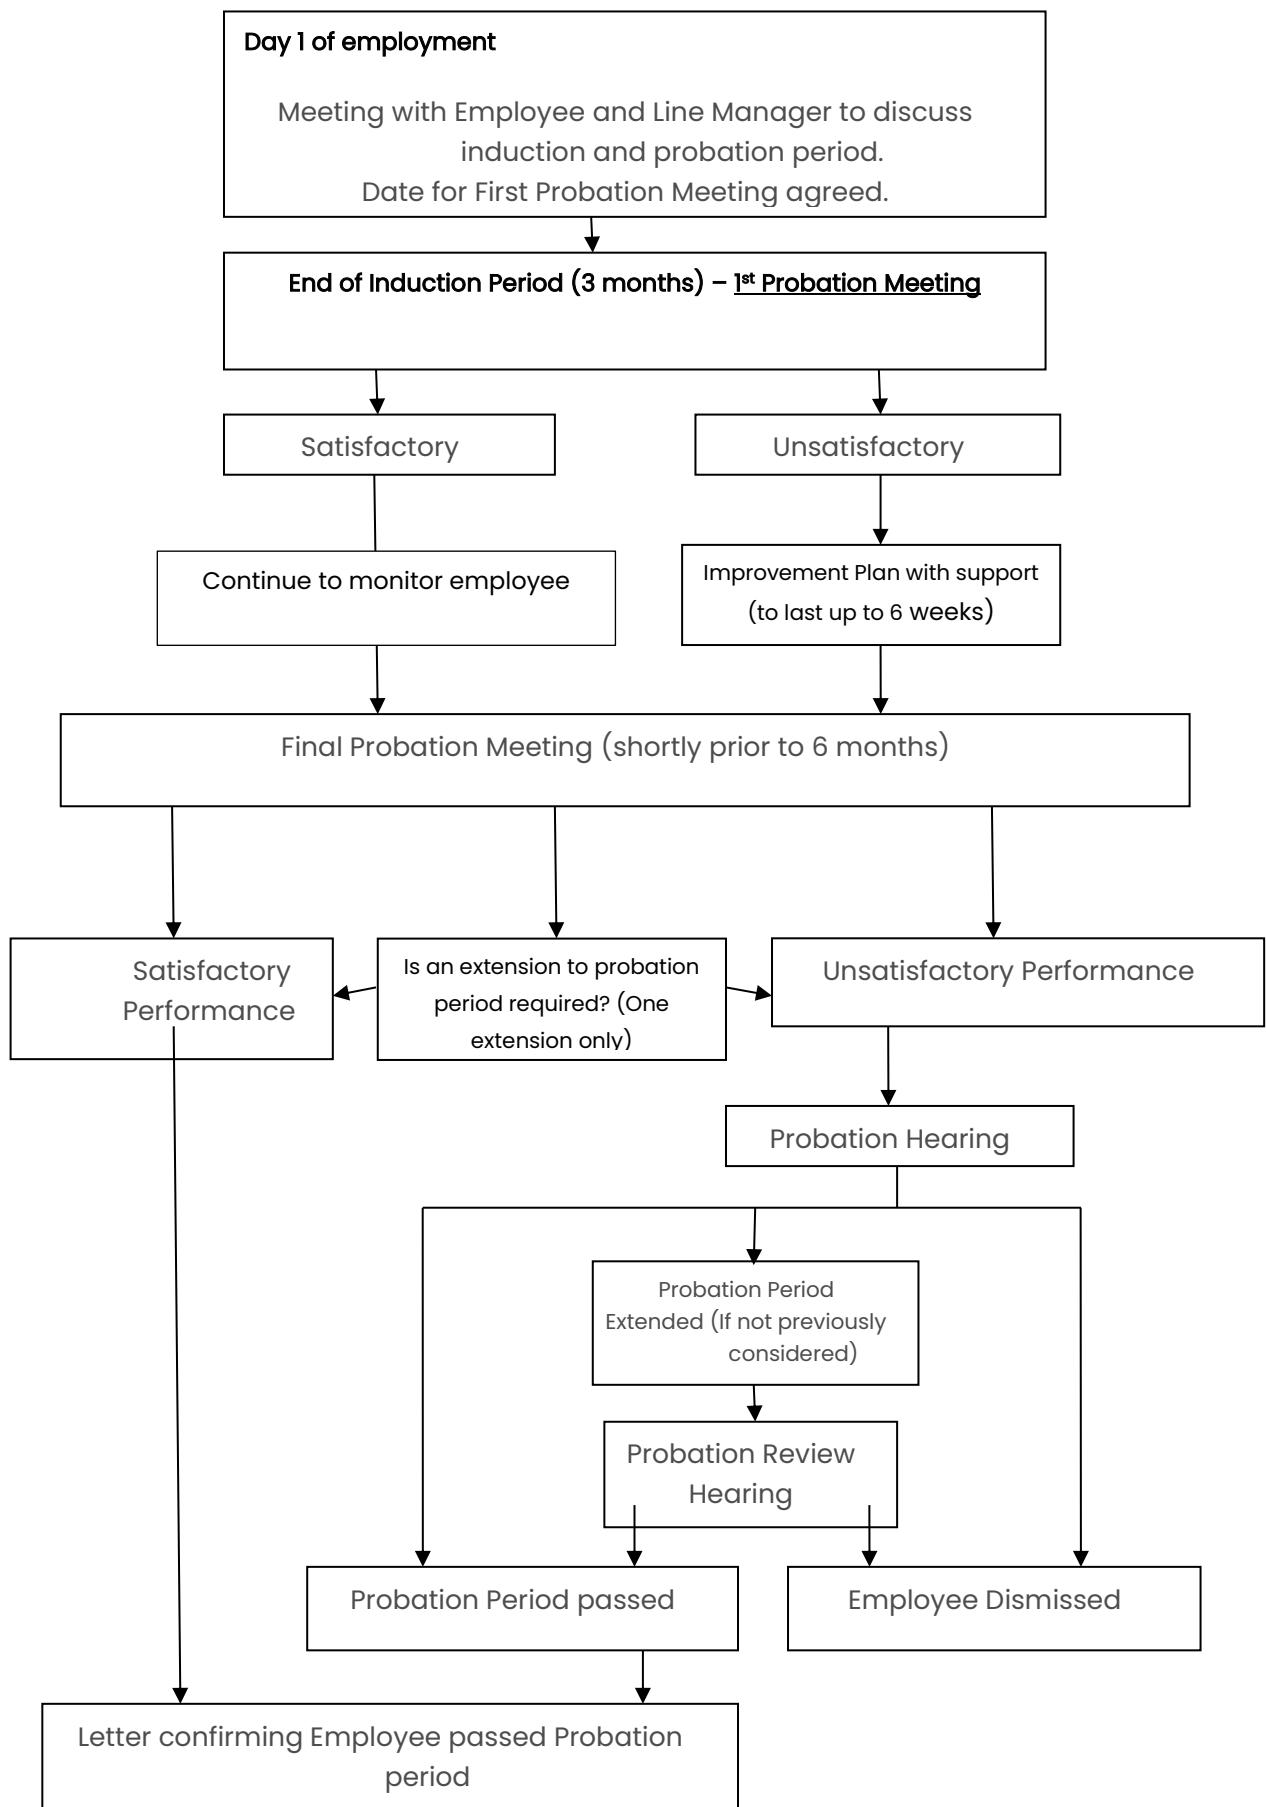 Day 1 of employment
Meeting with Employee and Line Manager to discuss
induction and probation period.
Date for First Probation Meeting agreed.
End of Induction Period (3 months) – 1st Probation Meeting
Satisfactory
Unsatisfactory
Continue to monitor employee
Improvement Plan with support
(to last up to 6 weeks)
Final Probation Meeting (shortly prior to 6 months)
Satisfactory
Performance
Is an extension to probation
period required? (One
extension only)
Unsatisfactory Performance
Probation Hearing
Probation Period
Extended (If not previously
considered)
Probation Review
Hearing
Probation Period passed
Employee Dismissed
Letter confirming Employee passed Probation
period